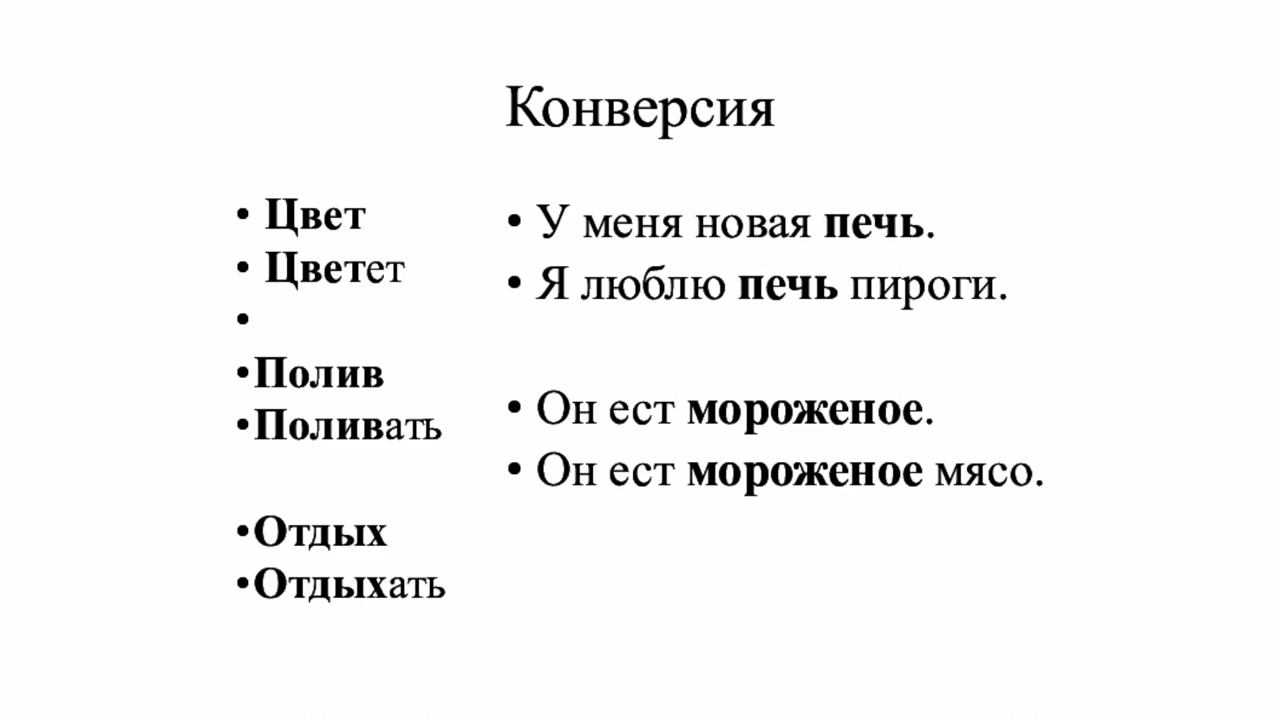 Конверсия
• Цвет
• Цветет
•
•Полив
•Поливать
•Отдых
•Отдыхать
• У меня новая печь.
• Я люблю печь пироги.
• Он ест мороженое.
• Он ест мороженое мясо.